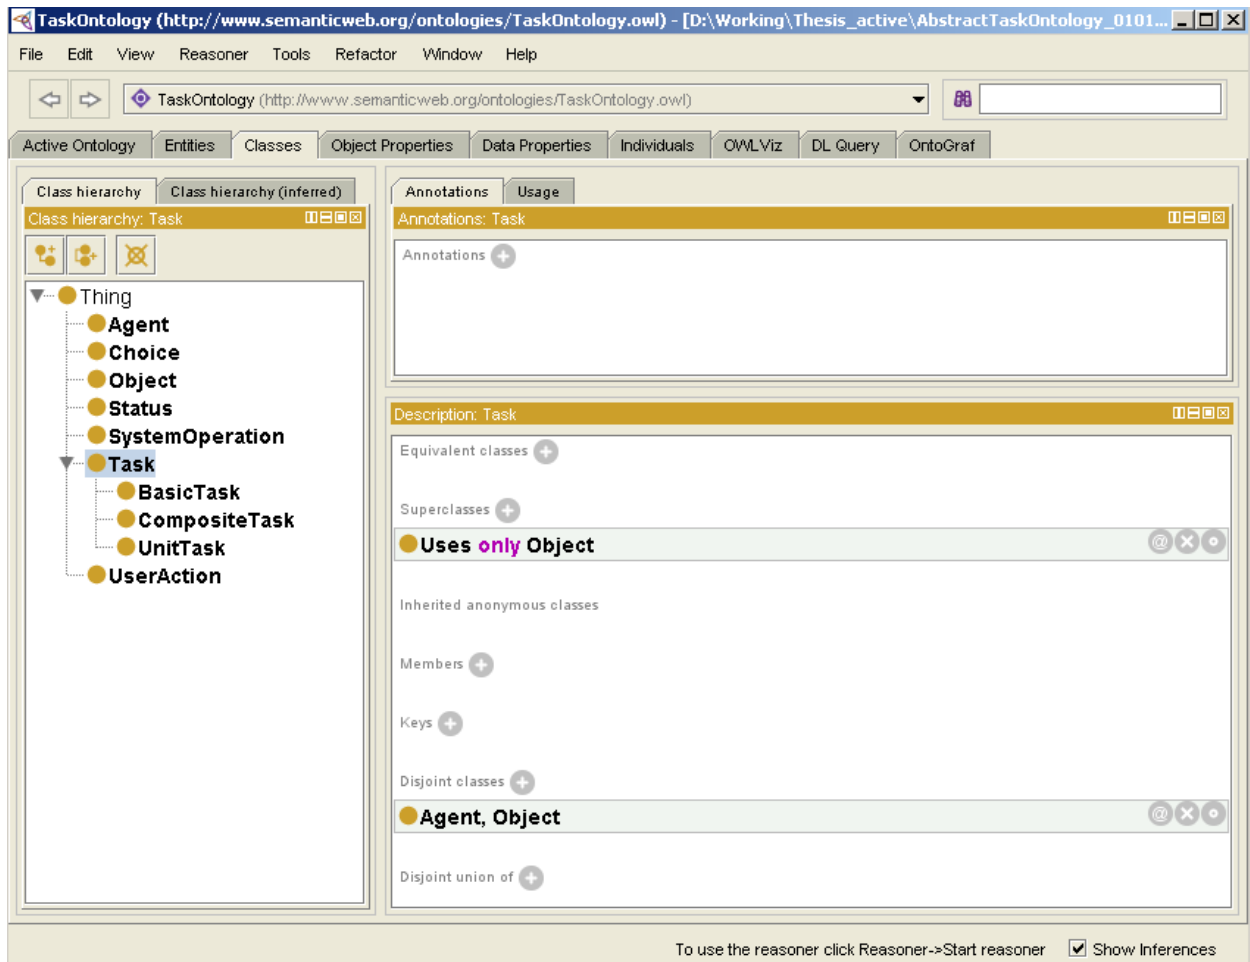 TaskOntology (http://www.semanticweb.org/ontologies/TaskOntology.owl) - [D:\Working\Thesis_active\AbstractTaskOntology_0101...
File Edit View Reasoner Tools Refactor Window Help
TaskOntology (http://www.semanticweb.org/ontologies/TaskOntology.owl)
Active Ontology Entities Classes Object Properties Data Properties Individuals OWLViz DL Query OntoGraf
Class hierarchy Class hierarchy (inferred)
Class hierarchy: Task
Thing
Agent
Choice
Object
Status
SystemOperation
Task
BasicTask
CompositeTask
UnitTask
UserAction
Annotations Usage
Annotations: Task
Annotations
Description: Task
Equivalent classes
Superclasses
Uses only Object
Inherited anonymous classes
Members
Keys
Disjoint classes
Agent, Object
Disjoint union of
To use the reasoner click Reasoner->Start reasoner Show Inferences